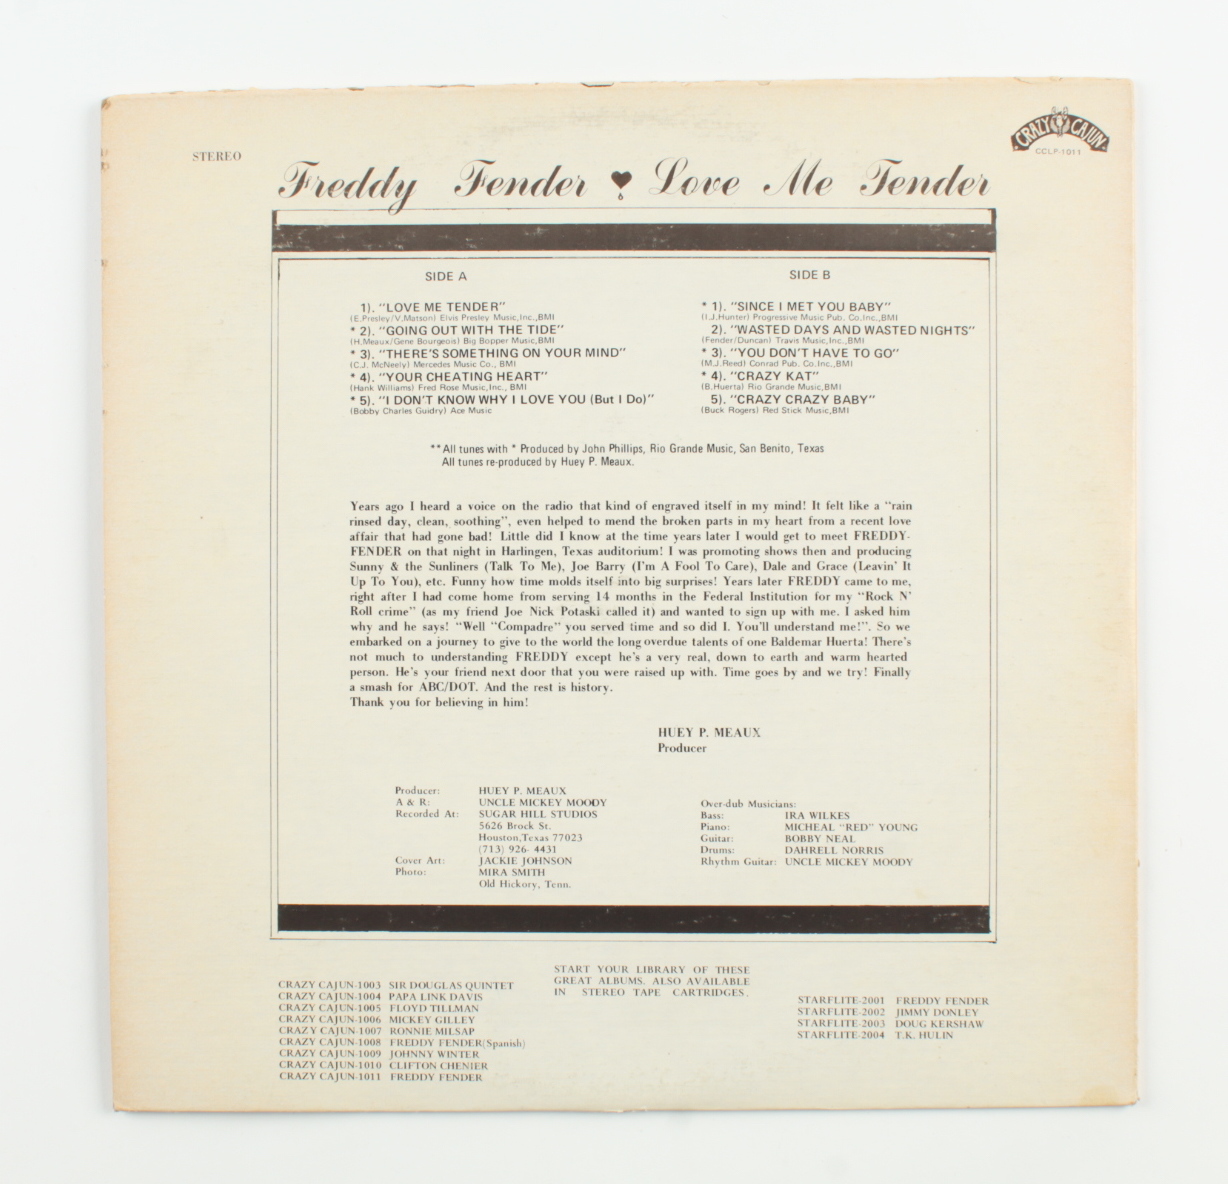 STEREO
CRAZY CAJUN
CCLP-1011
Freddy Fender Love Me Tender
SIDE A
1). "LOVE ME TENDER"
(E.Presley/V.Matson) Elvis Presley Music,Inc.,BMI
* 2). "GOING OUT WITH THE TIDE"
(H.Meaux/Gene Bourgeois) Big Bopper Music,BMI
* 3). "THERE'S SOMETHING ON YOUR MIND"
(C.J. McNeely) Mercedes Music Co., BMI
* 4). "YOUR CHEATING HEART"
(Hank Williams) Fred Rose Music,Inc., BMI
* 5). "I DON'T KNOW WHY I LOVE YOU (But I Do)"
(Bobby Charles Guidry) Ace Music
SIDE B
* 1). "SINCE I MET YOU BABY"
(I.J.Hunter) Progressive Music Pub. Co.Inc.,BMI
2). "WASTED DAYS AND WASTED NIGHTS"
(Fender/Duncan) Travis Music,Inc.,BMI
* 3). "YOU DON'T HAVE TO GO"
(M.J.Reed) Conrad Pub. Co.Inc.,BMI
* 4). "CRAZY KAT"
(B.Huerta) Rio Grande Music,BMI
5). "CRAZY CRAZY BABY"
(Buck Rogers) Red Stick Music,BMI
**All tunes with * Produced by John Phillips, Rio Grande Music, San Benito, Texas
All tunes re-produced by Huey P. Meaux.
Years ago I heard a voice on the radio that kind of engraved itself in my mind! It felt like a "rain
rinsed day, clean, soothing", even helped to mend the broken parts in my heart from a recent love
affair that had gone bad! Little did I know at the time years later I would get to meet FREDDY-
FENDER on that night in Harlingen, Texas auditorium! I was promoting shows then and producing
Sunny & the Sunliners (Talk To Me), Joe Barry (I'm A Fool To Care), Dale and Grace (Leavin' It
Up To You), etc. Funny how time molds itself into big surprises! Years later FREDDY came to me,
right after I had come home from serving 14 months in the Federal Institution for my "Rock N'
Roll crime" (as my friend Joe Nick Potaski called it) and wanted to sign up with me. I asked him
why and he says! "Well "Compadre" you served time and so did I. You'll understand me!". So we
embarked on a journey to give to the world the long overdue talents of one Baldemar Huerta! There's
not much to understanding FREDDY except he's a very real, down to earth and warm hearted
person. He's your friend next door that you were raised up with. Time goes by and we try! Finally
a smash for ABC/DOT. And the rest is history.
Thank you for believing in him!
HUEY P. MEAUX
Producer
Producer: HUEY P. MEAUX
A & R: UNCLE MICKEY MOODY
Recorded At: SUGAR HILL STUDIOS
5626 Brock St.
Houston,Texas 77023
(713) 926- 4431
Cover Art: JACKIE JOHNSON
Photo: MIRA SMITH
Old Hickory, Tenn.
Over-dub Musicians:
Bass: IRA WILKES
Piano: MICHEAL "RED" YOUNG
Guitar: BOBBY NEAL
Drums: DAHRELL NORRIS
Rhythm Guitar: UNCLE MICKEY MOODY
START YOUR LIBRARY OF THESE
GREAT ALBUMS. ALSO AVAILABLE
IN STEREO TAPE CARTRIDGES.
CRAZY CAJUN-1003 SIR DOUGLAS QUINTET
CRAZY CAJUN-1004 PAPA LINK DAVIS
CRAZY CAJUN-1005 FLOYD TILLMAN
CRAZY CAJUN-1006 MICKEY GILLEY
CRAZY CAJUN-1007 RONNIE MILSAP
CRAZY CAJUN-1008 FREDDY FENDER(Spanish)
CRAZY CAJUN-1009 JOHNNY WINTER
CRAZY CAJUN-1010 CLIFTON CHENIER
CRAZY CAJUN-1011 FREDDY FENDER
STARFLITE-2001 FREDDY FENDER
STARFLITE-2002 JIMMY DONLEY
STARFLITE-2003 DOUG KERSHAW
STARFLITE-2004 T.K. HULIN